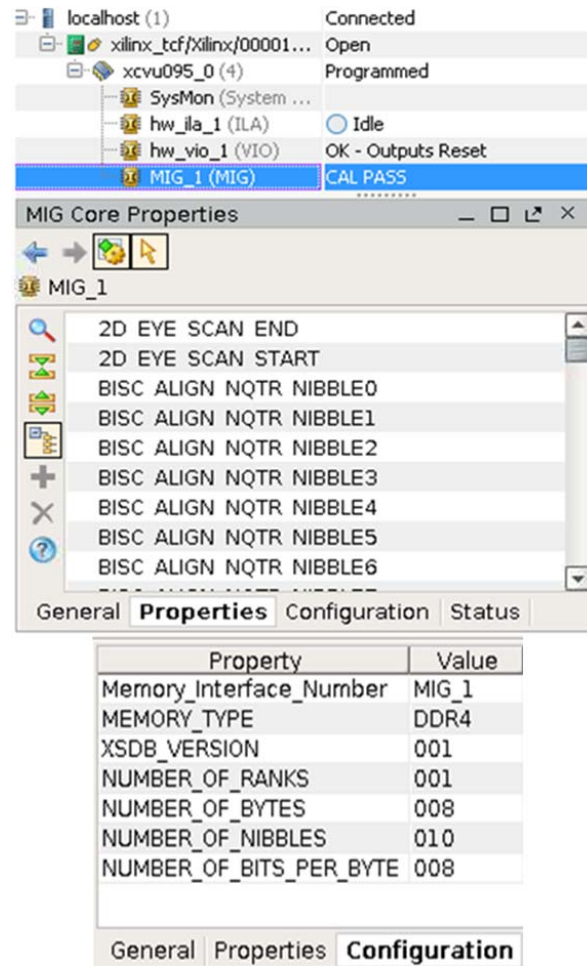 localhost (1) Connected
xilinx_tcf/Xilinx/00001... Open
xcvu095_0 (4) Programmed
SysMon (System ...
hw_ila_1 (ILA) Idle
hw_vio_1 (VIO) OK - Outputs Reset
MIG_1 (MIG) CAL PASS
MIG Core Properties
MIG_1
2D EYE SCAN END
2D EYE SCAN START
BISC ALIGN NQTR NIBBLE0
BISC ALIGN NQTR NIBBLE1
BISC ALIGN NQTR NIBBLE2
BISC ALIGN NQTR NIBBLE3
BISC ALIGN NQTR NIBBLE4
BISC ALIGN NQTR NIBBLE5
BISC ALIGN NQTR NIBBLE6
General Properties Configuration Status
Property Value
Memory_Interface_Number MIG_1
MEMORY_TYPE DDR4
XSDB_VERSION 001
NUMBER_OF_RANKS 001
NUMBER_OF_BYTES 008
NUMBER_OF_NIBBLES 010
NUMBER_OF_BITS_PER_BYTE 008
General Properties Configuration